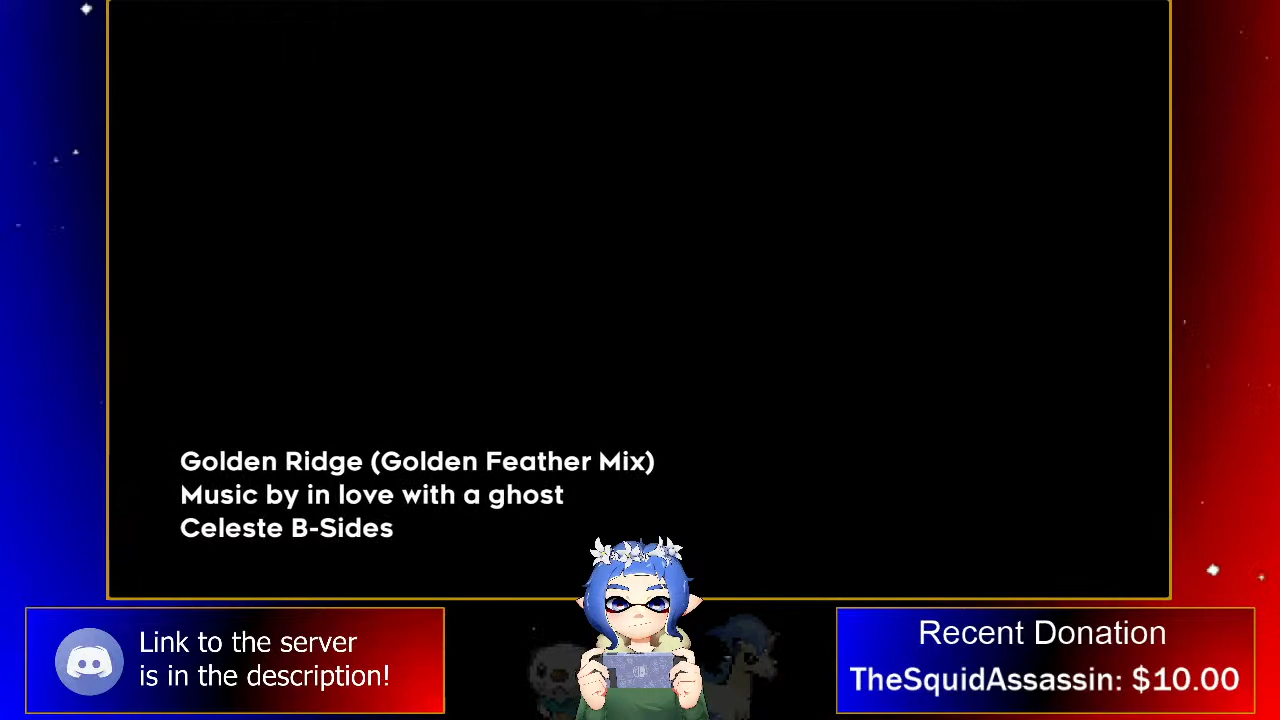 Golden Ridge (Golden Feather Mix)
Music by in love with a ghost
Celeste B-Sides
Link to the server
is in the description!
Recent Donation
TheSquidAssassin: $10.00